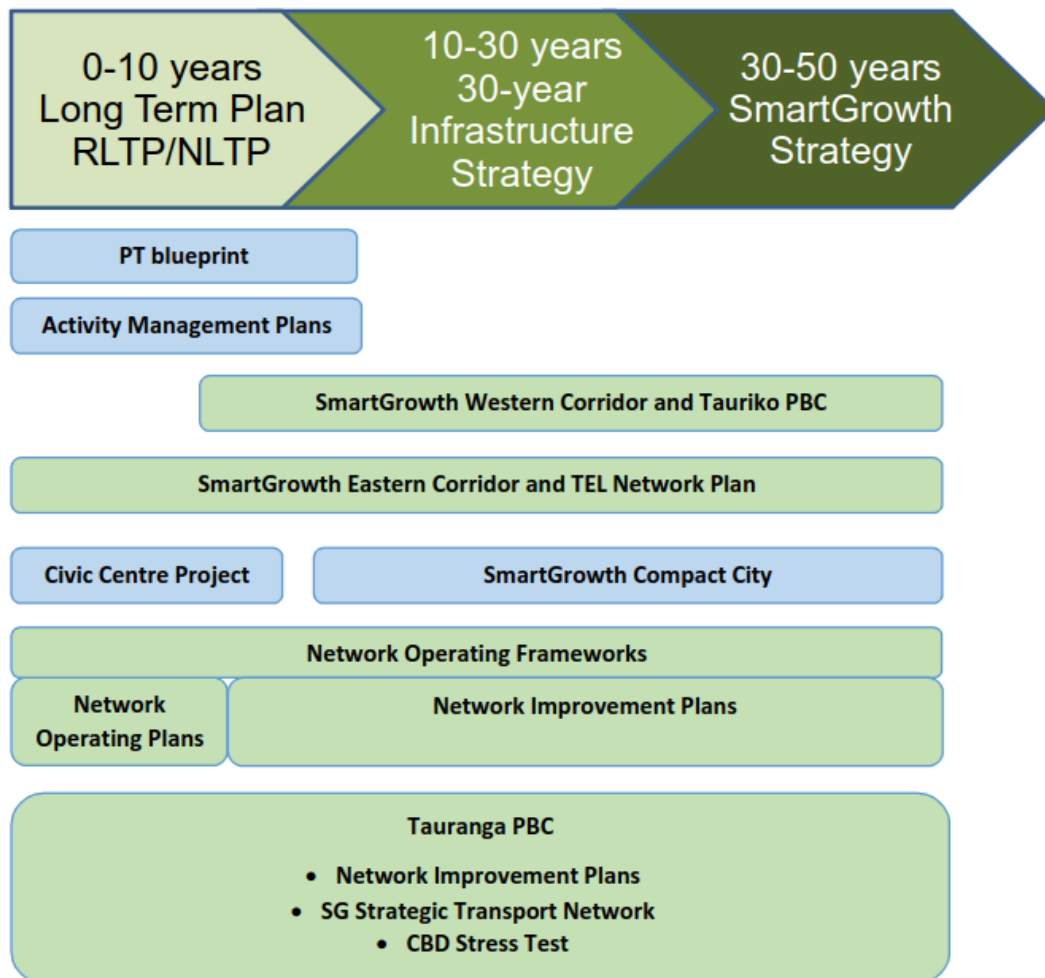 0-10 years
Long Term Plan
RLTP/NLTP
10-30 years
30-year
Infrastructure
Strategy
30-50 years
SmartGrowth
Strategy
PT blueprint
Activity Management Plans
SmartGrowth Western Corridor and Tauriko PBC
SmartGrowth Eastern Corridor and TEL Network Plan
Civic Centre Project
SmartGrowth Compact City
Network Operating Frameworks
Network
Operating Plans
Network Improvement Plans
Tauranga PBC
• Network Improvement Plans
• SG Strategic Transport Network
• CBD Stress Test